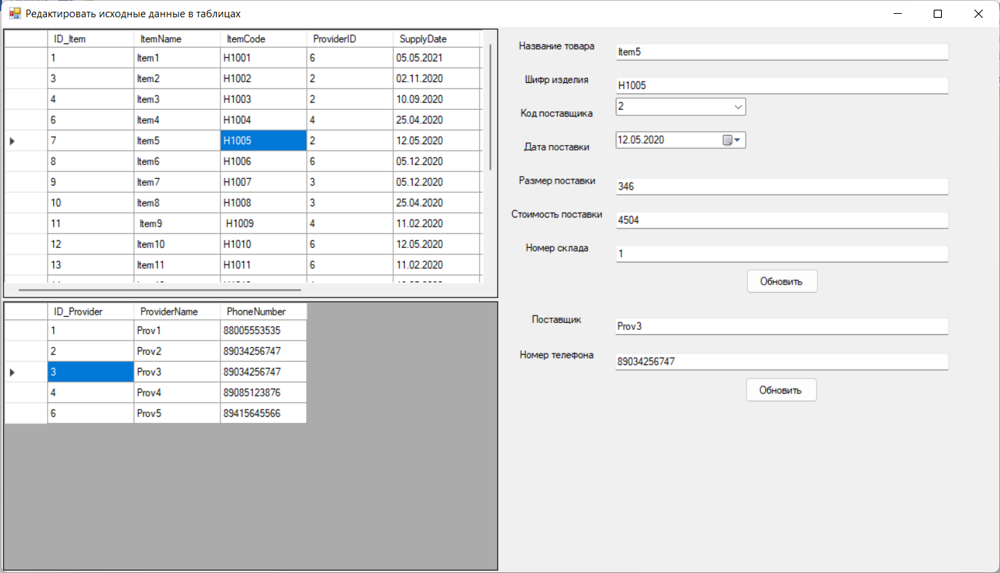 Редактировать исходные данные в таблицах
ID_Item ItemName ItemCode ProviderID SupplyDate
1 Item1 H1001 6 05.05.2021
3 Item2 H1002 2 02.11.2020
4 Item3 H1003 2 10.09.2020
6 Item4 H1004 4 25.04.2020
7 Item5 H1005 2 12.05.2020
8 Item6 H1006 6 05.12.2020
9 Item7 H1007 3 05.12.2020
10 Item8 H1008 3 25.04.2020
11 Item9 H1009 4 11.02.2020
12 Item10 H1010 6 12.05.2020
13 Item11 H1011 6 11.02.2020
ID_Provider ProviderName PhoneNumber
1 Prov1 88005553535
2 Prov2 89034256747
3 Prov3 89034256747
4 Prov4 89085123876
6 Prov5 89415645566
Название товара Item5
Шифр изделия H1005
Код поставщика 2
Дата поставки 12.05.2020
Размер поставки 346
Стоимость поставки 4504
Номер склада 1
Обновить
Поставщик Prov3
Номер телефона 89034256747
Обновить